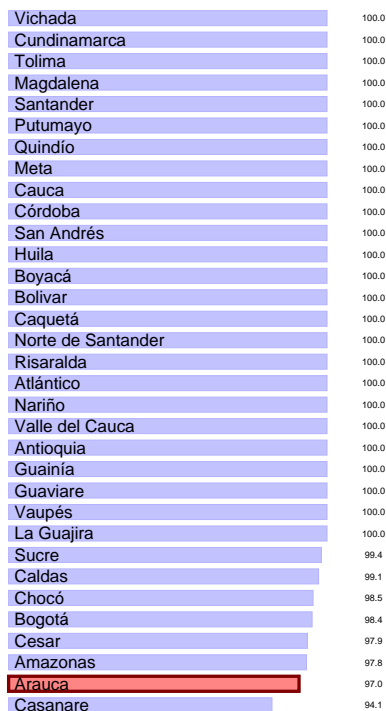 Vichada 100.0
Cundinamarca 100.0
Tolima 100.0
Magdalena 100.0
Santander 100.0
Putumayo 100.0
Quindío 100.0
Meta 100.0
Cauca 100.0
Córdoba 100.0
San Andrés 100.0
Huila 100.0
Boyacá 100.0
Bolivar 100.0
Caquetá 100.0
Norte de Santander 100.0
Risaralda 100.0
Atlántico 100.0
Nariño 100.0
Valle del Cauca 100.0
Antioquia 100.0
Guainía 100.0
Guaviare 100.0
Vaupés 100.0
La Guajira 100.0
Sucre 99.4
Caldas 99.1
Chocó 98.5
Bogotá 98.4
Cesar 97.9
Amazonas 97.8
Arauca 97.0
Casanare 94.1